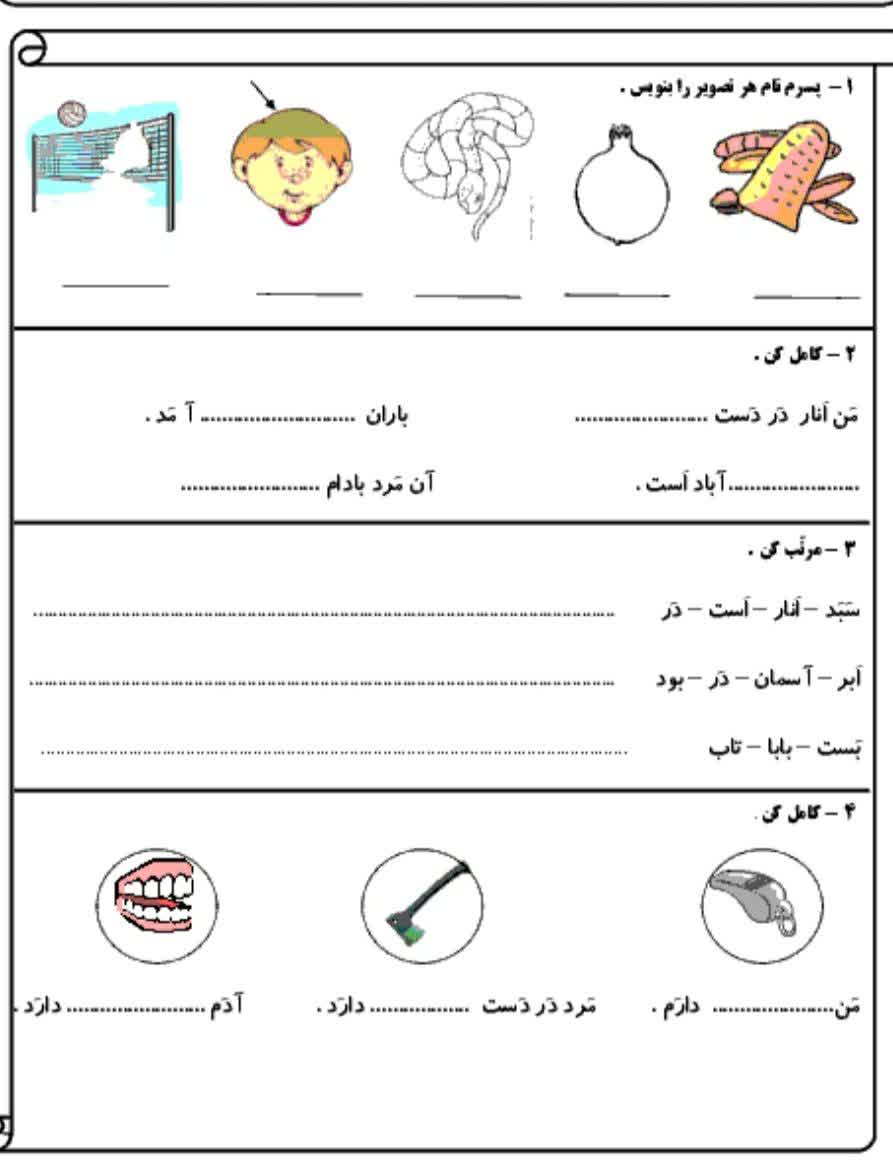 ۱ - پسرم نام هر تصویر را بنویس .
۲ - کامل کن .
مَن اَنار دَر دَست ......................... باران ............................. آ مَد .
.........................آباد اَست . آن مَرد بادام ..........................
۳ - مرتّب کن .
سَبَد – اَنار – اَست – دَر ................................................................
اَبر – آ سمان – دَر – بود ................................................................
بَست – بابا – تاب ................................................................
۴ - کامل کن .
مَن....................... دارَم . مَرد دَر دَست ................... دارَد . آدَم .......................... دارَد .